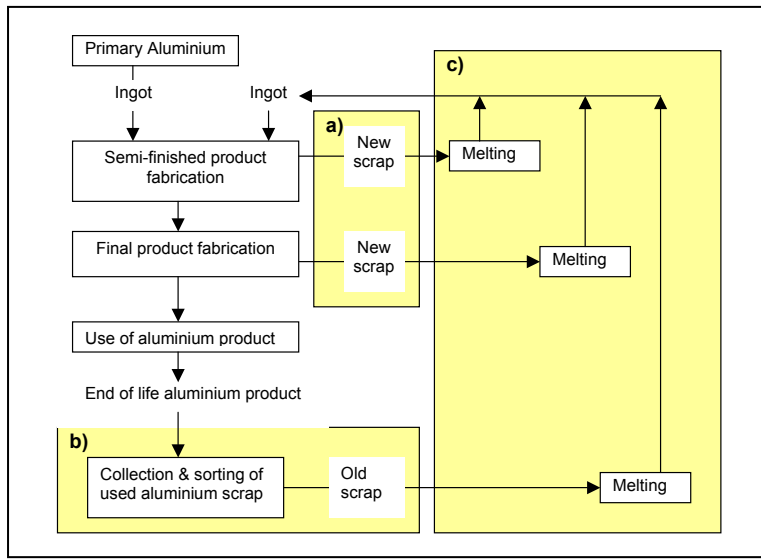 Primary Aluminium
c)
Ingot
Ingot
a)
New
scrap
Melting
Semi-finished product
fabrication
Final product fabrication
New
scrap
Melting
Use of aluminium product
End of life aluminium product
b)
Collection & sorting of
used aluminium scrap
Old
scrap
Melting